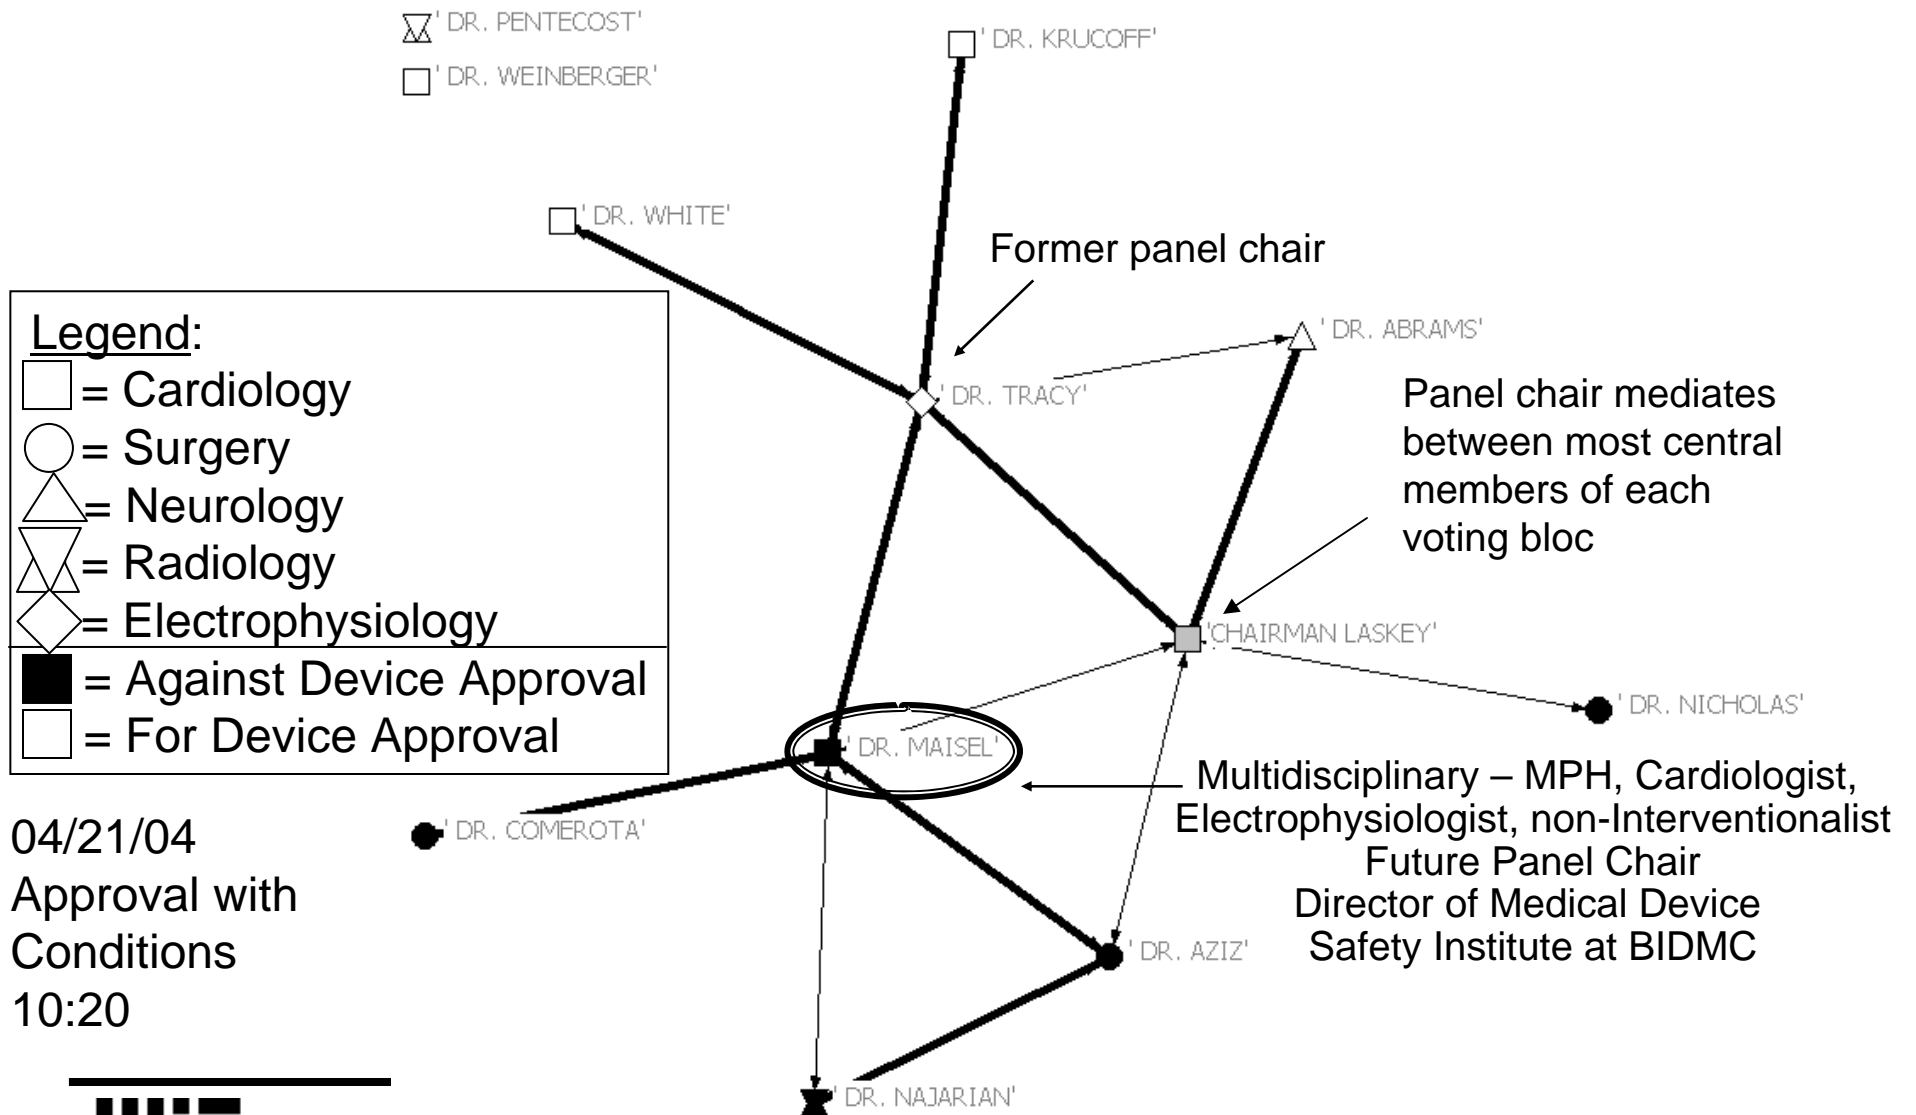 ' DR. PENTECOST'
' DR. KRUCOFF'
' DR. WEINBERGER'
' DR. WHITE'
Former panel chair
' DR. ABRAMS'
' DR. TRACY'
Panel chair mediates
between most central
members of each
voting bloc
Legend:
= Cardiology
= Surgery
= Neurology
= Radiology
= Electrophysiology
= Against Device Approval
= For Device Approval
'CHAIRMAN LASKEY'
' DR. NICHOLAS'
' DR. MAISEL'
Multidisciplinary – MPH, Cardiologist,
Electrophysiologist, non-Interventionalist
Future Panel Chair
Director of Medical Device
Safety Institute at BIDMC
' DR. COMEROTA'
04/21/04
Approval with
Conditions
10:20
' DR. AZIZ'
' DR. NAJARIAN'